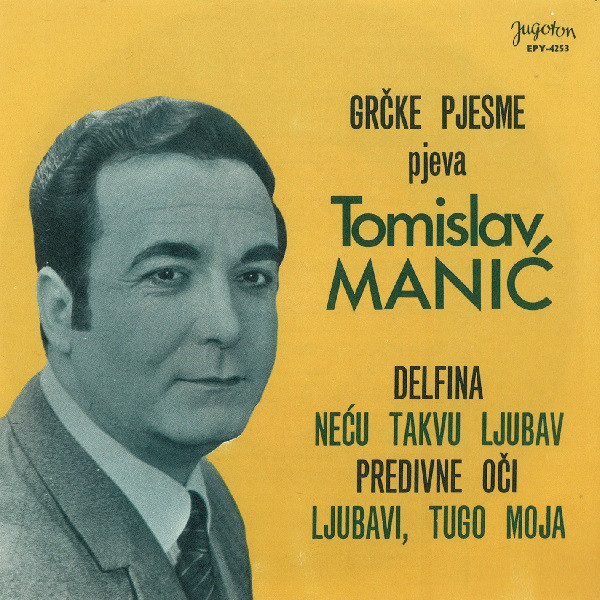 Jugoton
EPY-4253
GRČKE PJESME
pjeva
Tomislav
MANIĆ
DELFINA
NEĆU TAKVU LJUBAV
PREDIVNE OČI
LJUBAVI, TUGO MOJA